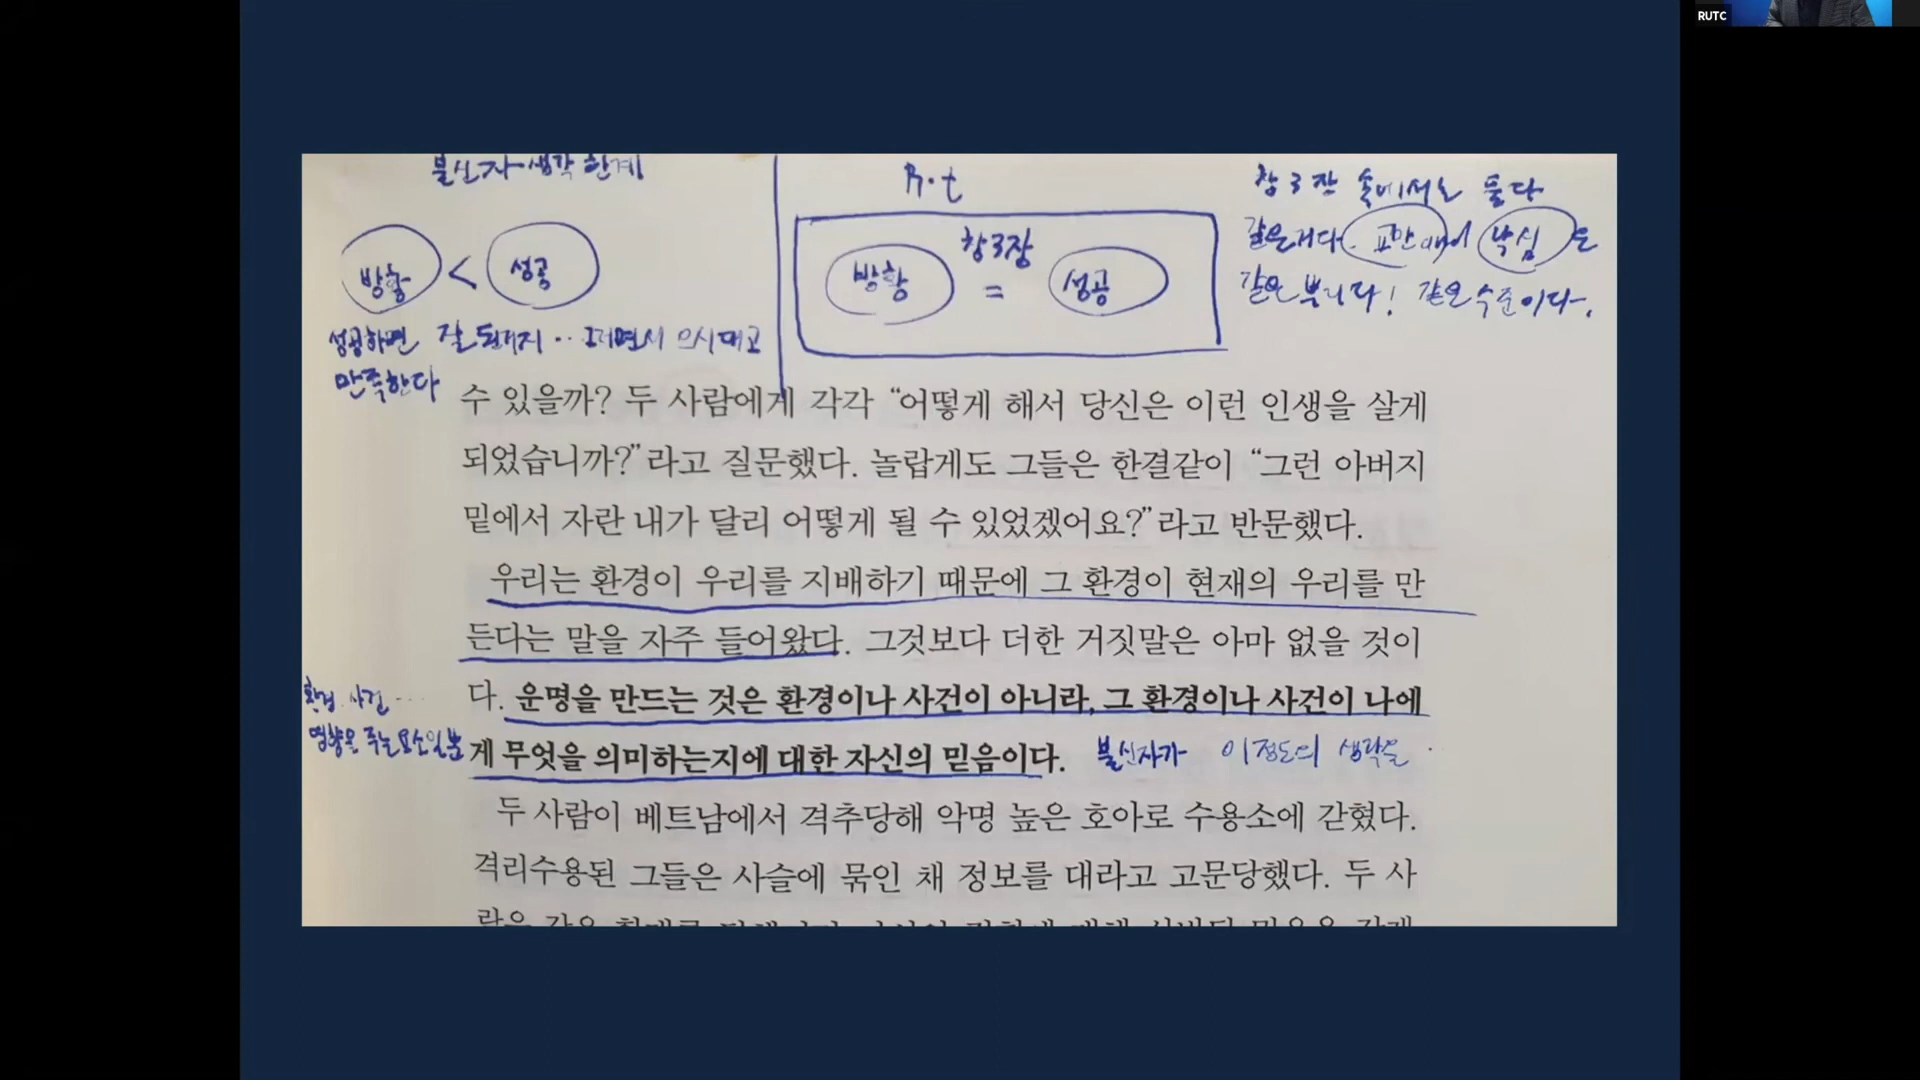 RUTC
불신자 생각 한계
방황 < 성공
성공하면 잘 된거지 ·· 그러면서 으시대고
만족한다
R·t
창3장
방황 = 성공
창3장 속에서는 둘다
같은거다. 교만 낙심 은
같은 뿌리다! 같은 수준이다.
수 있을까? 두 사람에게 각각 “어떻게 해서 당신은 이런 인생을 살게
되었습니까?”라고 질문했다. 놀랍게도 그들은 한결같이 “그런 아버지
밑에서 자란 내가 달리 어떻게 될 수 있었겠어요?”라고 반문했다.
우리는 환경이 우리를 지배하기 때문에 그 환경이 현재의 우리를 만
든다는 말을 자주 들어왔다. 그것보다 더한 거짓말은 아마 없을 것이
다. 운명을 만드는 것은 환경이나 사건이 아니라, 그 환경이나 사건이 나에
게 무엇을 의미하는지에 대한 자신의 믿음이다.
환경 사건 ···
영향을 주는 요소일뿐
불신자가 이정도의 생각을 ·
두 사람이 베트남에서 격추당해 악명 높은 호아로 수용소에 갇혔다.
격리수용된 그들은 사슬에 묶인 채 정보를 대라고 고문당했다. 두 사